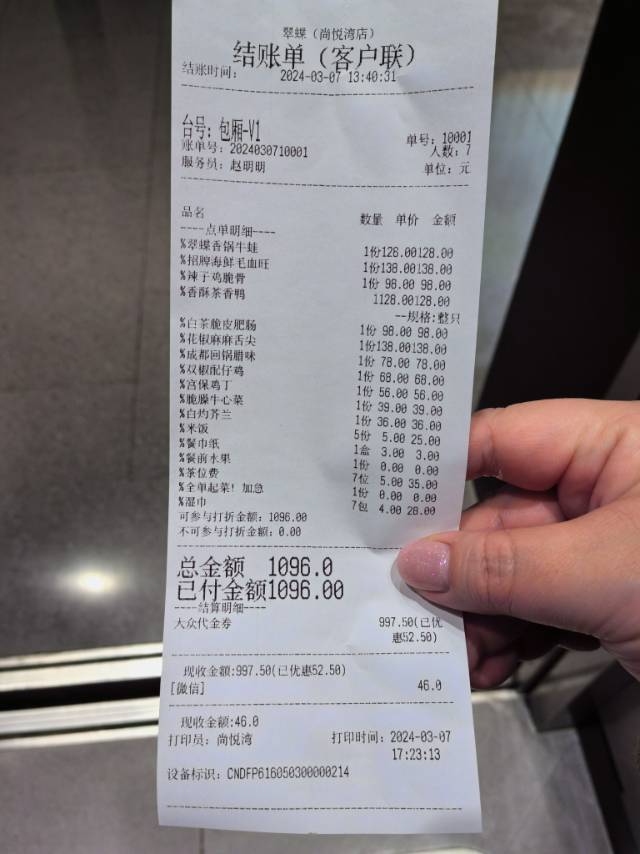 翠蝶（尚悦湾店）
结账单（客户联）
结账时间： 2024-03-07 13:40:31
台号：包厢-V1 单号：10001
账单号：2024030710001 人数：7
服务员：赵明明 单位：元
品名 数量 单价 金额
----点单明细----
%翠蝶香锅牛蛙 1份128.00128.00
%招牌海鲜毛血旺 1份138.00138.00
%辣子鸡脆骨 1份 98.00 98.00
%香酥茶香鸭 1128.00128.00
--规格:整只
%白茶脆皮肥肠 1份 98.00 98.00
%花椒麻麻舌尖 1份138.00138.00
%成都回锅腊味 1份 78.00 78.00
%双椒配仔鸡 1份 68.00 68.00
%宫保鸡丁 1份 56.00 56.00
%脆臊牛心菜 1份 39.00 39.00
%白灼芥兰 1份 36.00 36.00
%米饭 5份 5.00 25.00
%餐巾纸 1盒 3.00 3.00
%餐前水果 1份 0.00 0.00
%茶位费 7位 5.00 35.00
%全单起菜！加急 1份 0.00 0.00
%湿巾 7包 4.00 28.00
可参与打折金额：1096.00
不可参与打折金额：0.00
总金额 1096.0
已付金额1096.00
----结算明细----
大众代金券 997.50(已优
惠52.50)
现收金额:997.50(已优惠52.50)
[微信] 46.0
现收金额:46.0
打印员：尚悦湾 打印时间：2024-03-07
17:23:13
设备标识：CNDFP616050300000214